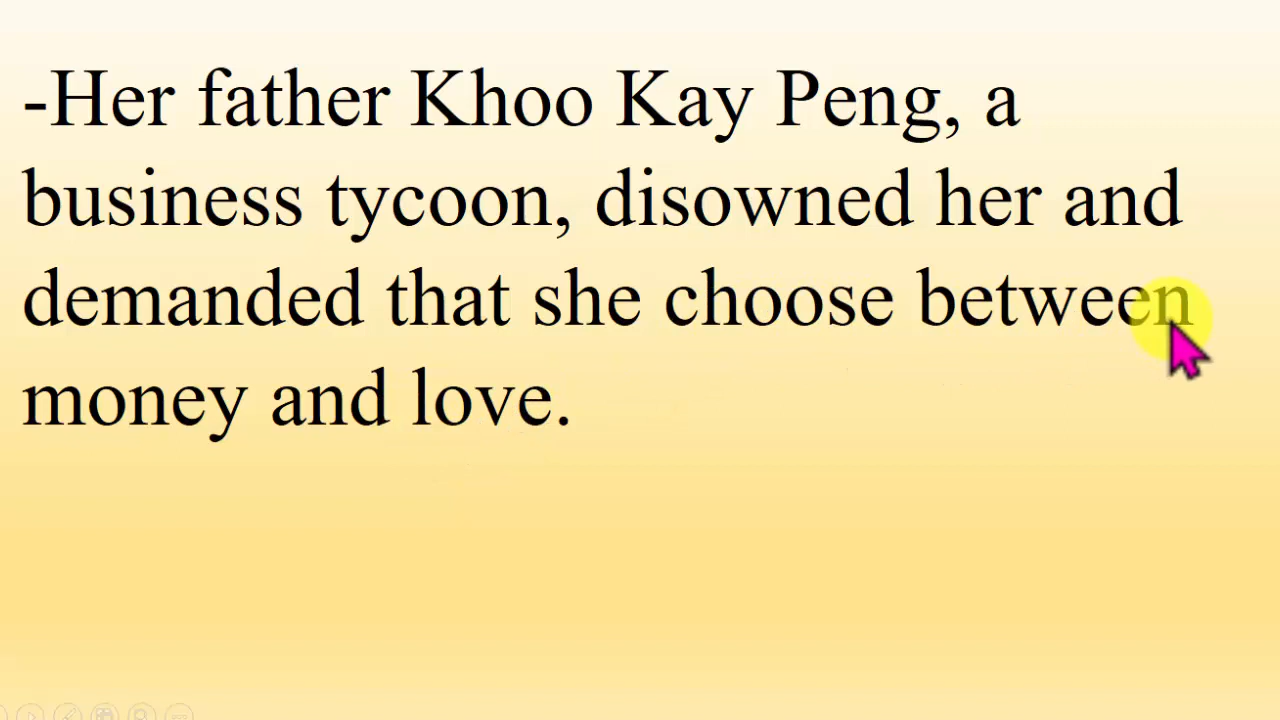 -Her father Khoo Kay Peng, a
business tycoon, disowned her and
demanded that she choose between
money and love.